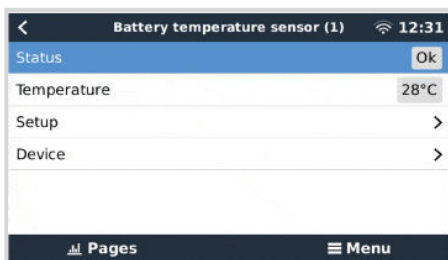 Battery temperature sensor (1) 12:31
Status Ok
Temperature 28°C
Setup
Device
Pages Menu